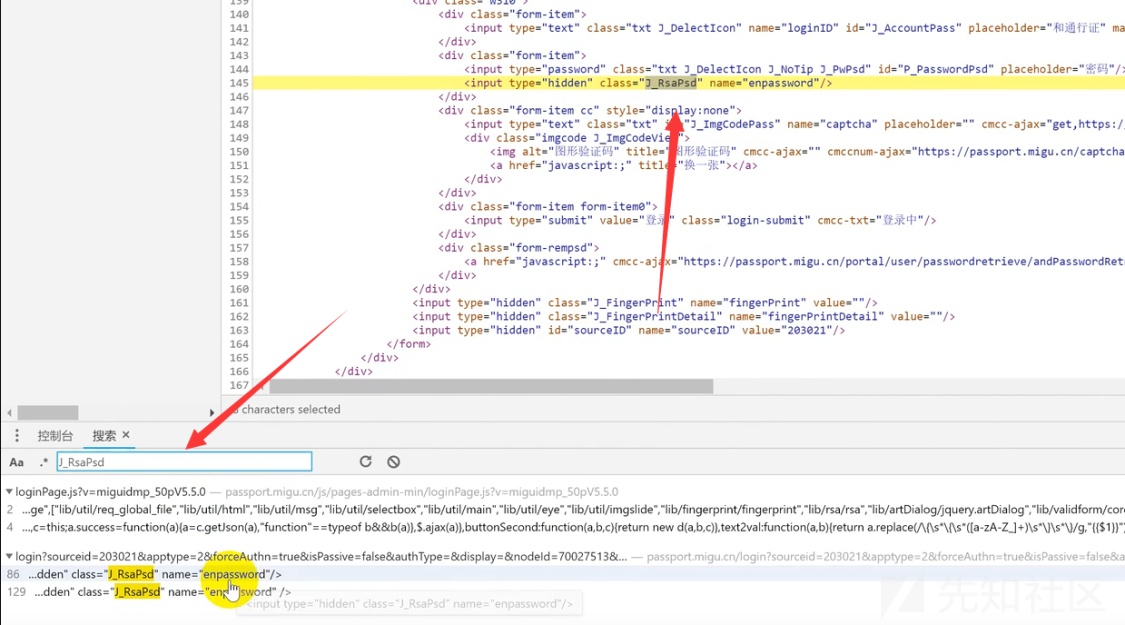 139 <div class="w310">
140 <div class="form-item">
141 <input type="text" class="txt J_DelectIcon" name="loginID" id="J_AccountPass" placeholder="和通行证" ma
142 </div>
143 <div class="form-item">
144 <input type="password" class="txt J_DelectIcon J_NoTip J_PwPsd" id="P_PasswordPsd" placeholder="密码"/>
145 <input type="hidden" class="J_RsaPsd" name="enpassword"/>
146 </div>
147 <div class="form-item cc" style="display:none">
148 <input type="text" class="txt" id="J_ImgCodePass" name="captcha" placeholder="" cmcc-ajax="get,https:/
149 <div class="imgcode J_ImgCodeView">
150 <img alt="图形验证码" title="图形验证码" cmcc-ajax="" cmccnum-ajax="https://passport.migu.cn/captcha
151 <a href="javascript:;" title="换一张"></a>
152 </div>
153 </div>
154 <div class="form-item form-item0">
155 <input type="submit" value="登录" class="login-submit" cmcc-txt="登录中"/>
156 </div>
157 <div class="form-rempsd">
158 <a href="javascript:;" cmcc-ajax="https://passport.migu.cn/portal/user/passwordretrieve/andPasswordRet
159 </div>
160 </div>
161 <input type="hidden" class="J_FingerPrint" name="fingerPrint" value=""/>
162 <input type="hidden" class="J_FingerPrintDetail" name="fingerPrintDetail" value=""/>
163 <input type="hidden" id="sourceID" name="sourceID" value="203021"/>
164 </form>
165 </div>
166 </div>
167
characters selected
控制台 搜索 ×
Aa .* J_RsaPsd
loginPage.js?v=miguidmp_50pV5.5.0 — passport.migu.cn/js/pages-admin-min/loginPage.js?v=miguidmp_50pV5.5.0
2 ...ge",["lib/util/req_global_file","lib/util/html","lib/util/msg","lib/util/selectbox","lib/util/main","lib/util/eye","lib/util/imgslide","lib/fingerprint/fingerprint","lib/rsa/rsa","lib/artDialog/jquery.artDialog","lib/validform/core
4 ...,c=this;a.success=function(a){a=c.getJson(a),"function"==typeof b&&b(a)},$.ajax(a)},buttonSecond:function(a,b,c){return new d(a,b,c)},text2val:function(a,b){return a.replace(/\{\s*\{\s*([a-zA-Z_]+)\s*\}\s*\}/g,"{{$1}}")
login?sourceid=203021&apptype=2&forceAuthn=true&isPassive=false&authType=&display=&nodeId=70027513&... — passport.migu.cn/login?sourceid=203021&apptype=2&forceAuthn=true&isPassive=false&a
86 ...dden" class="J_RsaPsd" name="enpassword"/>
129 ...dden" class="J_RsaPsd" name="enpassword" />
<input type="hidden" class="J_RsaPsd" name="enpassword"/>
先知社区